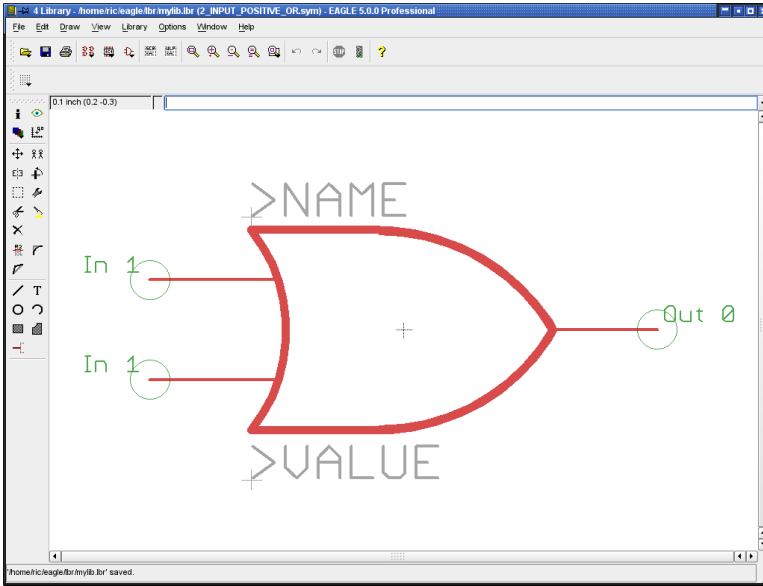 4 Library - /home/ric/eagle/lbr/mylib.lbr (2_INPUT_POSITIVE_OR.sym) - EAGLE 5.0.0 Professional
File Edit Draw View Library Options Window Help
0.1 inch (0.2 -0.3)
>NAME
In 1
Out 0
In 1
>VALUE
'/home/ric/eagle/lbr/mylib.lbr' saved.